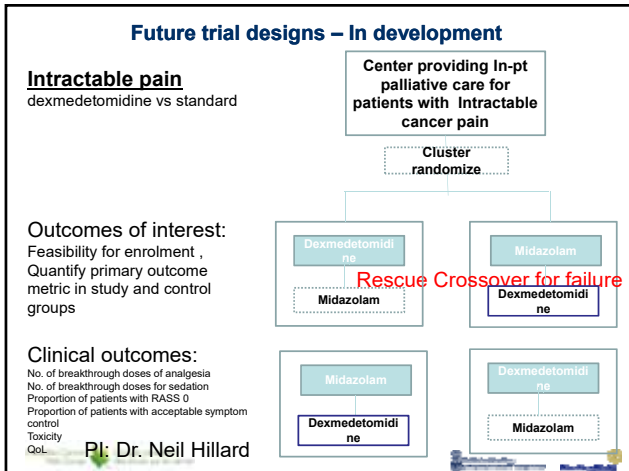 Future trial designs – In development
Intractable pain
dexmedetomidine vs standard
Center providing In-pt
palliative care for
patients with Intractable
cancer pain
Cluster
randomize
Outcomes of interest:
Feasibility for enrolment ,
Quantify primary outcome
metric in study and control
groups
Dexmedetomidi
ne
Midazolam
Midazolam
Dexmedetomidi
ne
Rescue Crossover for failure
Clinical outcomes:
No. of breakthrough doses of analgesia
No. of breakthrough doses for sedation
Proportion of patients with RASS 0
Proportion of patients with acceptable symptom
control
Toxicity
QoL
PI: Dr. Neil Hillard
Midazolam
Dexmedetomidi
ne
Dexmedetomidi
ne
Midazolam